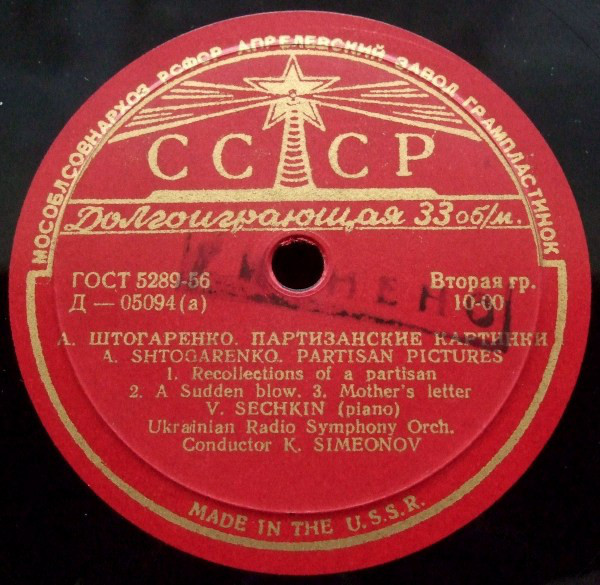 МОСОБЛСОВНАРХОЗ РСФСР АПРЕЛЕВСКИЙ ЗАВОД ГРАМПЛАСТИНОК
СССР
Долгоиграющая 33 об/м.
ГОСТ 5289-56
Д — 05094 (а)
Вторая гр.
10-00
А. ШТОГАРЕНКО. ПАРТИЗАНСКИЕ КАРТИНКИ
A. SHTOGARENKO. PARTISAN PICTURES
1. Recollections of a partisan
2. A Sudden blow. 3. Mother's letter
V. SECHKIN (piano)
Ukrainian Radio Symphony Orch.
Conductor K. SIMEONOV
MADE IN THE U.S.S.R.